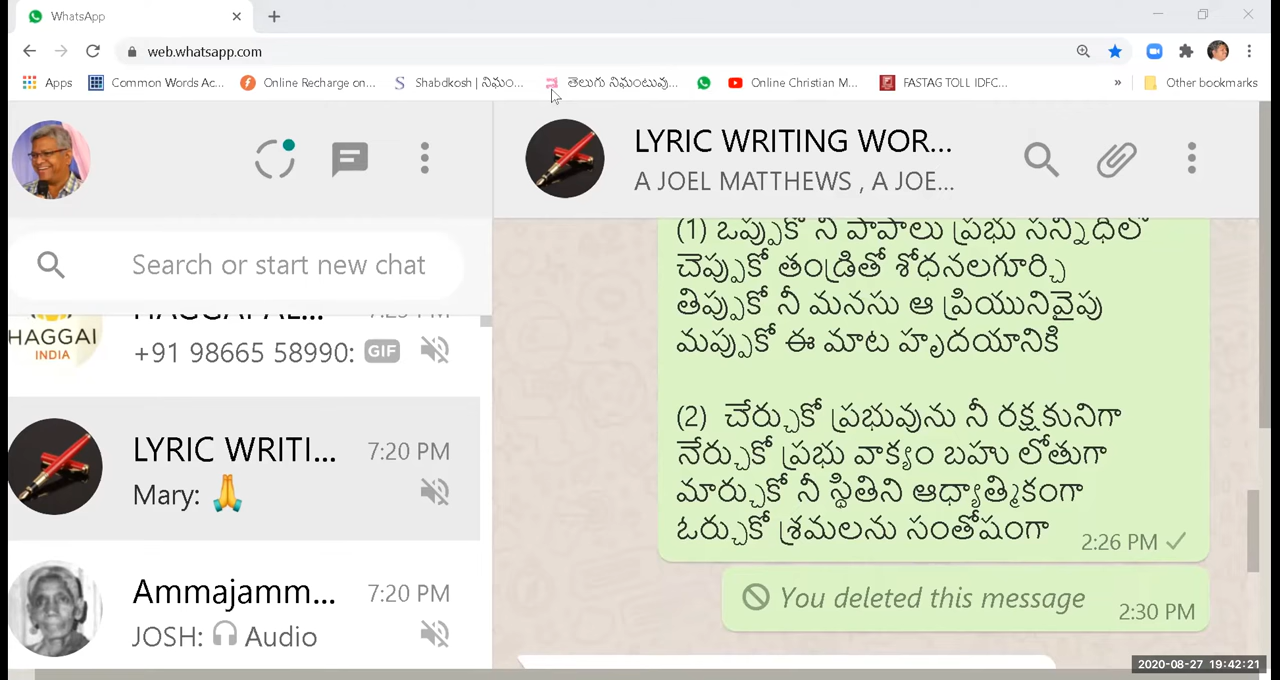 WhatsApp
web.whatsapp.com
Apps
Common Words Ac...
Online Recharge on...
Shabdkosh | నిఘం...
తెలుగు నిఘంటువు...
Online Christian M...
FASTAG TOLL IDFC...
»
Other bookmarks
LYRIC WRITING WOR...
A JOEL MATTHEWS , A JOE...
Search or start new chat
HAGGAI
INDIA
HAGGAI AL...
+91 98665 58990: GIF
LYRIC WRITI...
7:20 PM
Mary: 🙏
Ammajamm...
7:20 PM
JOSH: Audio
(1) ఒప్పుకో నీ పాపాలు ప్రభు సన్నిధిలో
చెప్పుకో తండ్రితో శోధనలగూర్చి
తిప్పుకో నీ మనసు ఆ ప్రియునివైపు
మప్పుకో ఈ మాట హృదయానికి
(2) చేర్చుకో ప్రభువును నీ రక్షకునిగా
నేర్చుకో ప్రభు వాక్యం బహు లోతుగా
మార్చుకో నీ స్థితిని ఆధ్యాత్మికంగా
ఓర్చుకో శ్రమలను సంతోషంగా
2:26 PM
You deleted this message
2:30 PM
2020-08-27 19:42:21